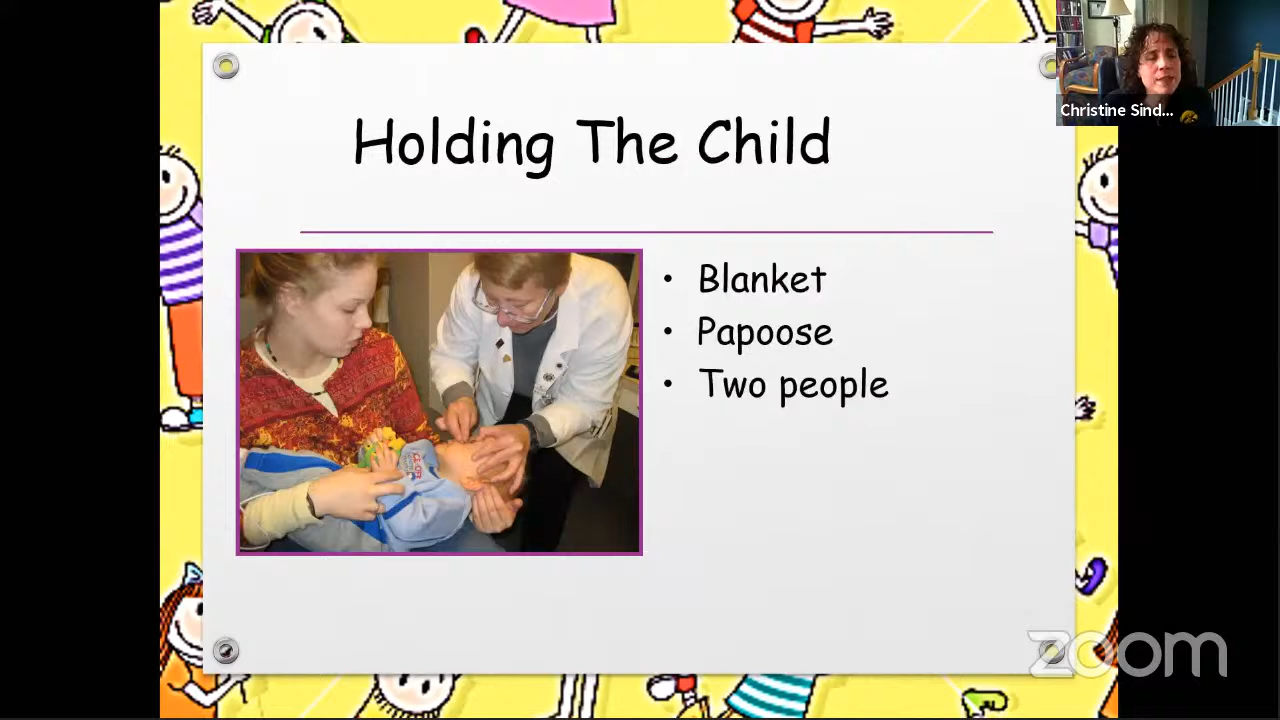 Holding The Child
Christine Sind...
• Blanket
• Papoose
• Two people
zoom